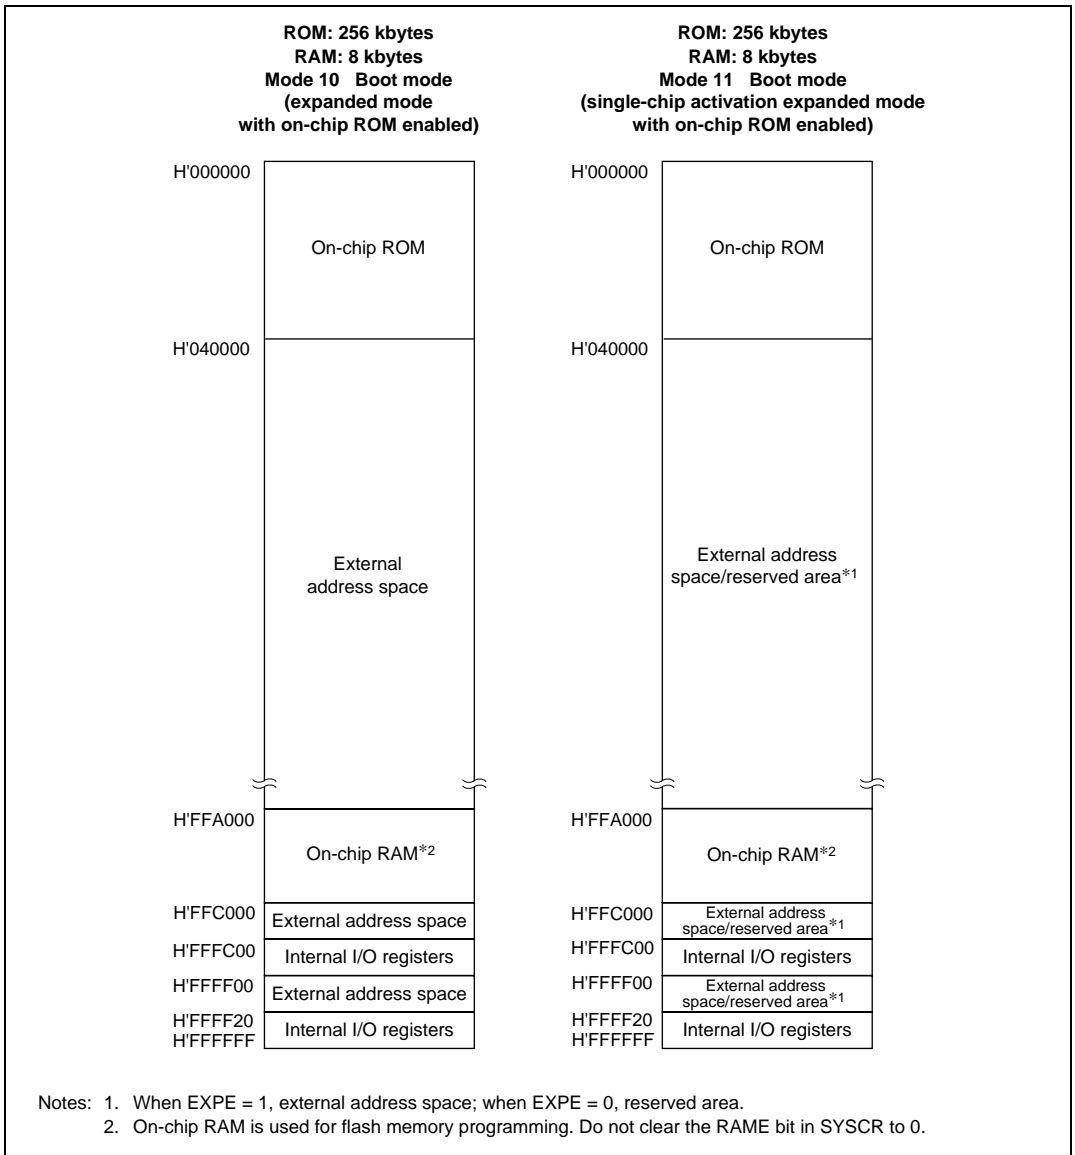 ROM: 256 kbytes
RAM: 8 kbytes
Mode 10 Boot mode
(expanded mode
with on-chip ROM enabled)
H'000000
On-chip ROM
H'040000
External
address space
H'FFA000
On-chip RAM*2
H'FFC000
External address space
H'FFFC00
Internal I/O registers
H'FFFF00
External address space
H'FFFF20
Internal I/O registers
H'FFFFFF
ROM: 256 kbytes
RAM: 8 kbytes
Mode 11 Boot mode
(single-chip activation expanded mode
with on-chip ROM enabled)
H'000000
On-chip ROM
H'040000
External address
space/reserved area*1
H'FFA000
On-chip RAM*2
H'FFC000
External address
space/reserved area*1
H'FFFC00
Internal I/O registers
H'FFFF00
External address
space/reserved area*1
H'FFFF20
Internal I/O registers
H'FFFFFF
Notes: 1. When EXPE = 1, external address space; when EXPE = 0, reserved area.
2. On-chip RAM is used for flash memory programming. Do not clear the RAME bit in SYSCR to 0.